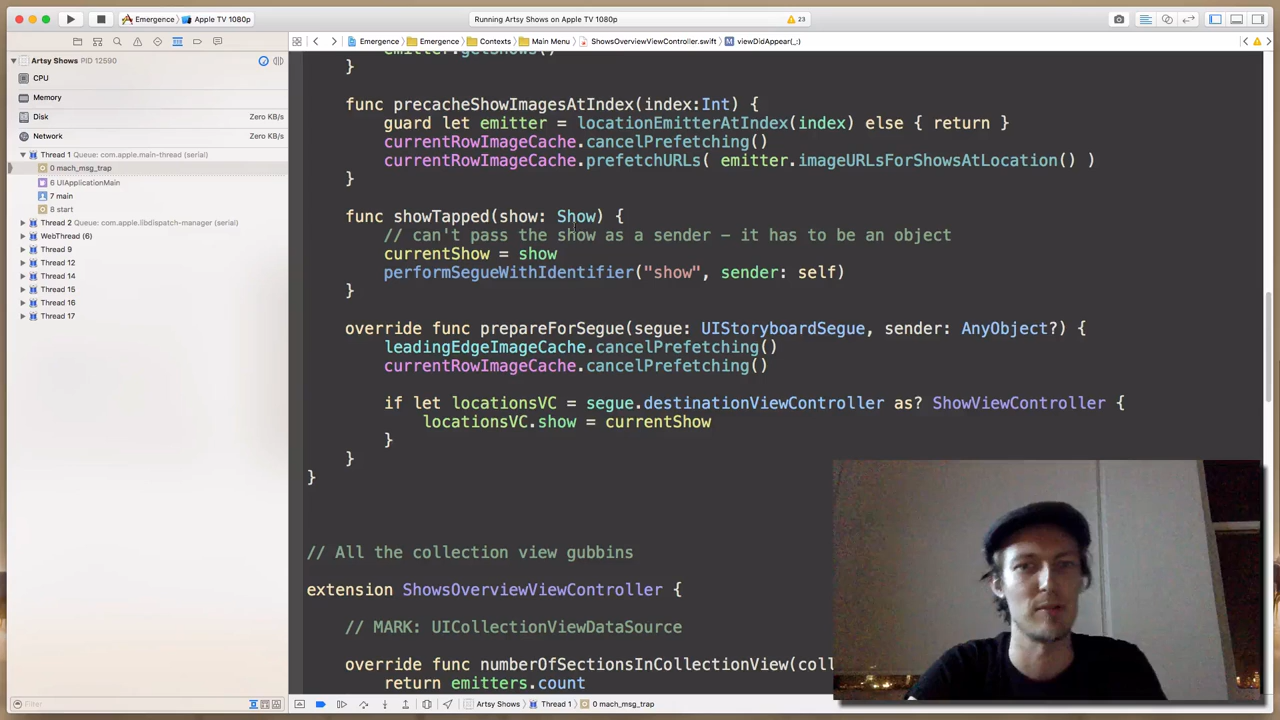 Emergence
Apple TV 1080p
Running Artsy Shows on Apple TV 1080p
23
Emergence
Emergence
Contexts
Main Menu
ShowsOverviewViewController.swift
viewDidAppear(_:)
Artsy Shows PID 12590
CPU
Memory
Disk Zero KB/s
Network Zero KB/s
Thread 1 Queue: com.apple.main-thread (serial)
0 mach_msg_trap
6 UIApplicationMain
7 main
8 start
Thread 2 Queue: com.apple.libdispatch-manager (serial)
WebThread (6)
Thread 9
Thread 12
Thread 14
Thread 15
Thread 16
Thread 17
Filter
emitter.getShows()
}
func precacheShowImagesAtIndex(index:Int) {
guard let emitter = locationEmitterAtIndex(index) else { return }
currentRowImageCache.cancelPrefetching()
currentRowImageCache.prefetchURLs( emitter.imageURLsForShowsAtLocation() )
}
func showTapped(show: Show) {
// can't pass the show as a sender - it has to be an object
currentShow = show
performSegueWithIdentifier("show", sender: self)
}
override func prepareForSegue(segue: UIStoryboardSegue, sender: AnyObject?) {
leadingEdgeImageCache.cancelPrefetching()
currentRowImageCache.cancelPrefetching()
if let locationsVC = segue.destinationViewController as? ShowViewController {
locationsVC.show = currentShow
}
}
}
// All the collection view gubbins
extension ShowsOverviewViewController {
// MARK: UICollectionViewDataSource
override func numberOfSectionsInCollectionView(coll
return emitters.count
Artsy Shows
Thread 1
0 mach_msg_trap